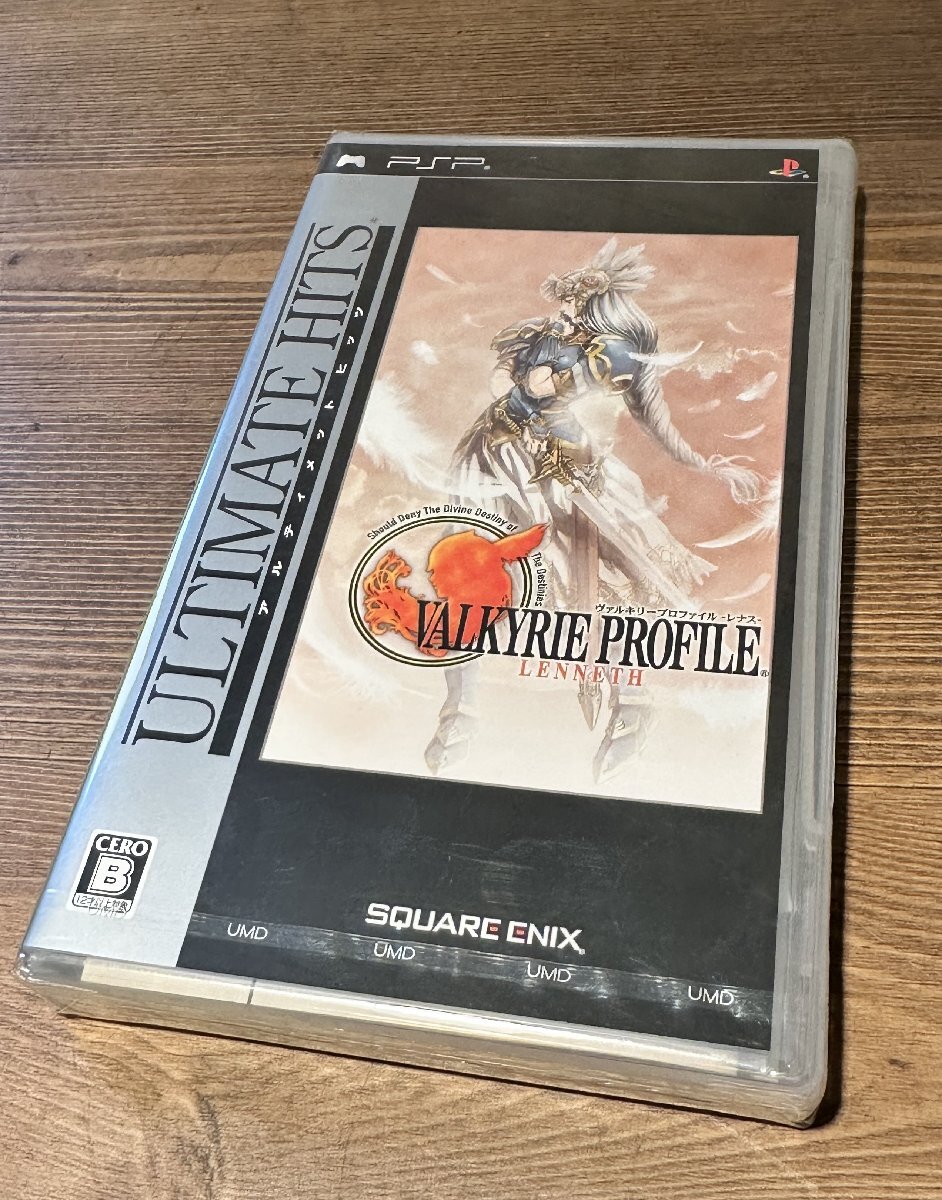 PSP®
ULTIMATE HITS®
アルティメットヒッツ
Should Deny The Divine Destiny of The Destinies
ヴァルキリープロファイル -レナス-
VALKYRIE PROFILE®
LENNETH
CERO
B
12才以上対象
SQUARE ENIX®
UMD
UMD
UMD
UMD